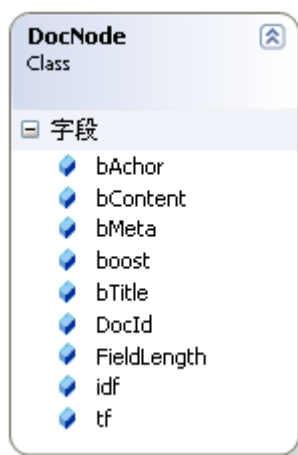 DocNode
Class
字段
bAchor
bContent
bMeta
boost
bTitle
DocId
FieldLength
idf
tf